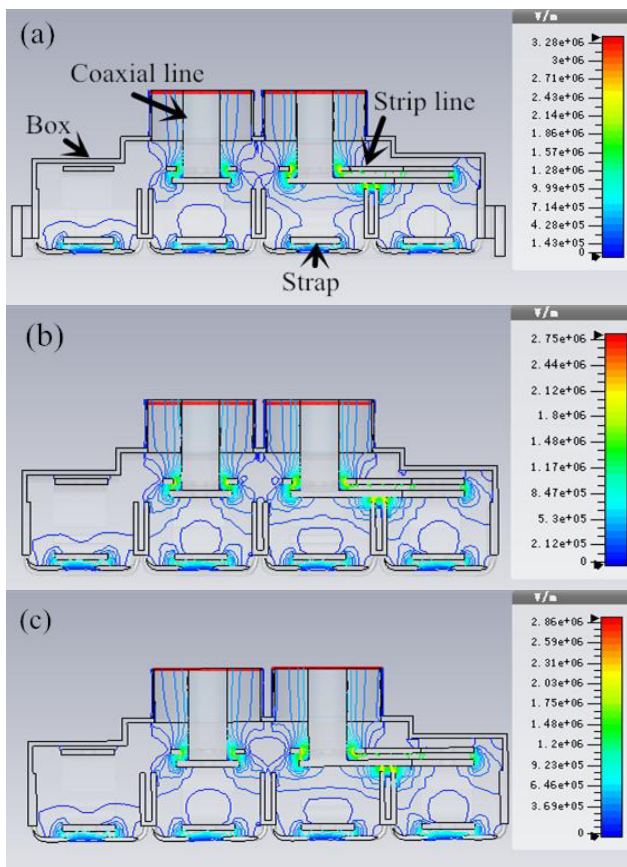 (a)
Coaxial line
Strip line
Box
Strap
V/m
3.28e+06
3e+06
2.71e+06
2.43e+06
2.14e+06
1.86e+06
1.57e+06
1.28e+06
9.99e+05
7.14e+05
4.28e+05
1.43e+05
0
(b)
V/m
2.75e+06
2.44e+06
2.12e+06
1.8e+06
1.48e+06
1.17e+06
8.47e+05
5.3e+05
2.12e+05
0
(c)
V/m
2.86e+06
2.59e+06
2.31e+06
2.03e+06
1.75e+06
1.48e+06
1.2e+06
9.23e+05
6.46e+05
3.69e+05
0